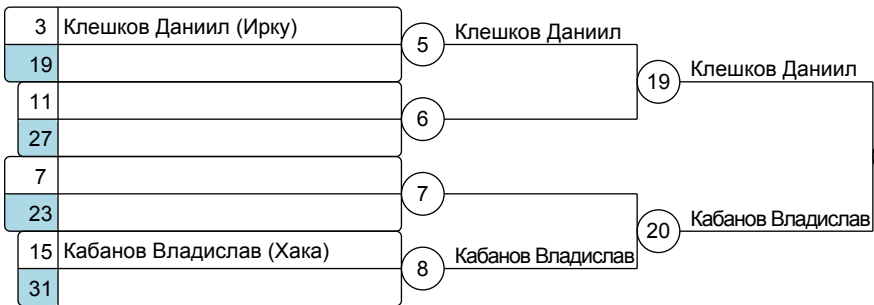 3 Клешков Даниил (Ирку)
19
5 Клешков Даниил
19 Клешков Даниил
11
27
6
7
23
7
20 Кабанов Владислав
15 Кабанов Владислав (Хака)
31
8 Кабанов Владислав